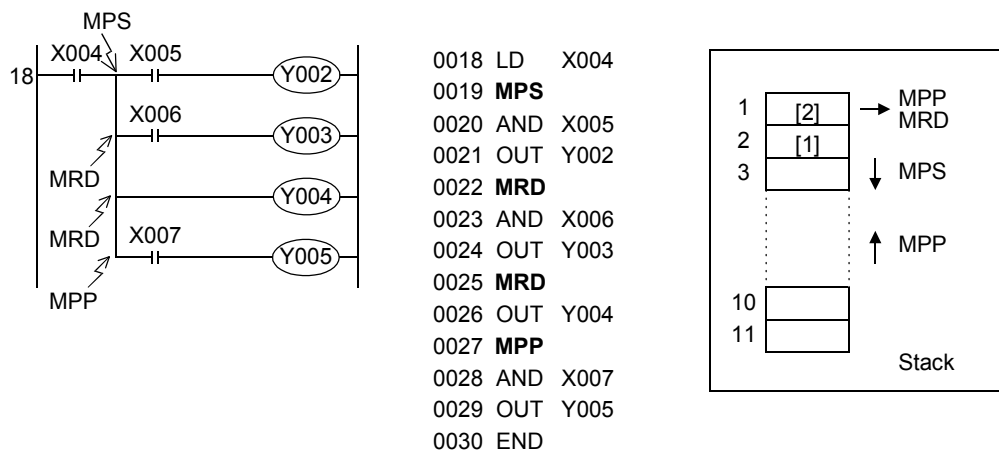 MPS
X004 X005
18 Y002
X006
Y003
MRD
Y004
MRD
X007
Y005
MPP
0018 LD X004
0019 MPS
0020 AND X005
0021 OUT Y002
0022 MRD
0023 AND X006
0024 OUT Y003
0025 MRD
0026 OUT Y004
0027 MPP
0028 AND X007
0029 OUT Y005
0030 END
1 [2] MPP
MRD
2 [1]
3 MPS
MPP
10
11
Stack